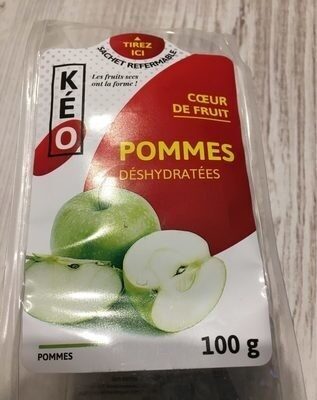 TIREZ
ICI
SACHET REFERMABLE
KÉO
Les fruits secs
ont la forme !
CŒUR
DE FRUIT
POMMES
DÉSHYDRATÉES
POMMES
100 g